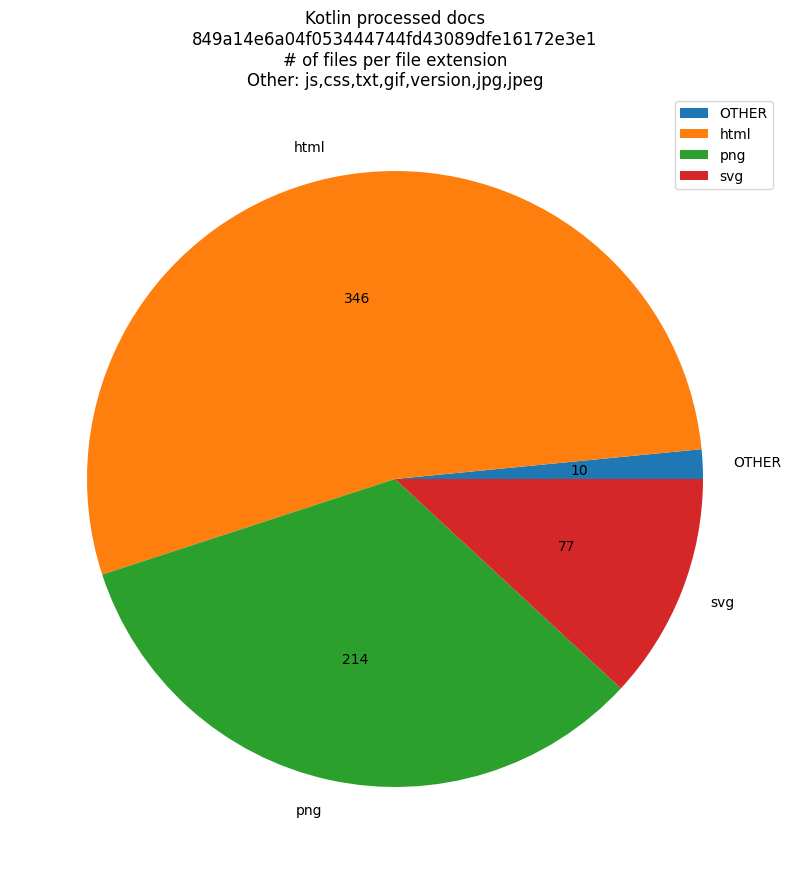 Kotlin processed docs
849a14e6a04f053444744fd43089dfe16172e3e1
# of files per file extension
Other: js,css,txt,gif,version,jpg,jpeg
OTHER
html
png
svg
html
346
10
OTHER
77
svg
214
png